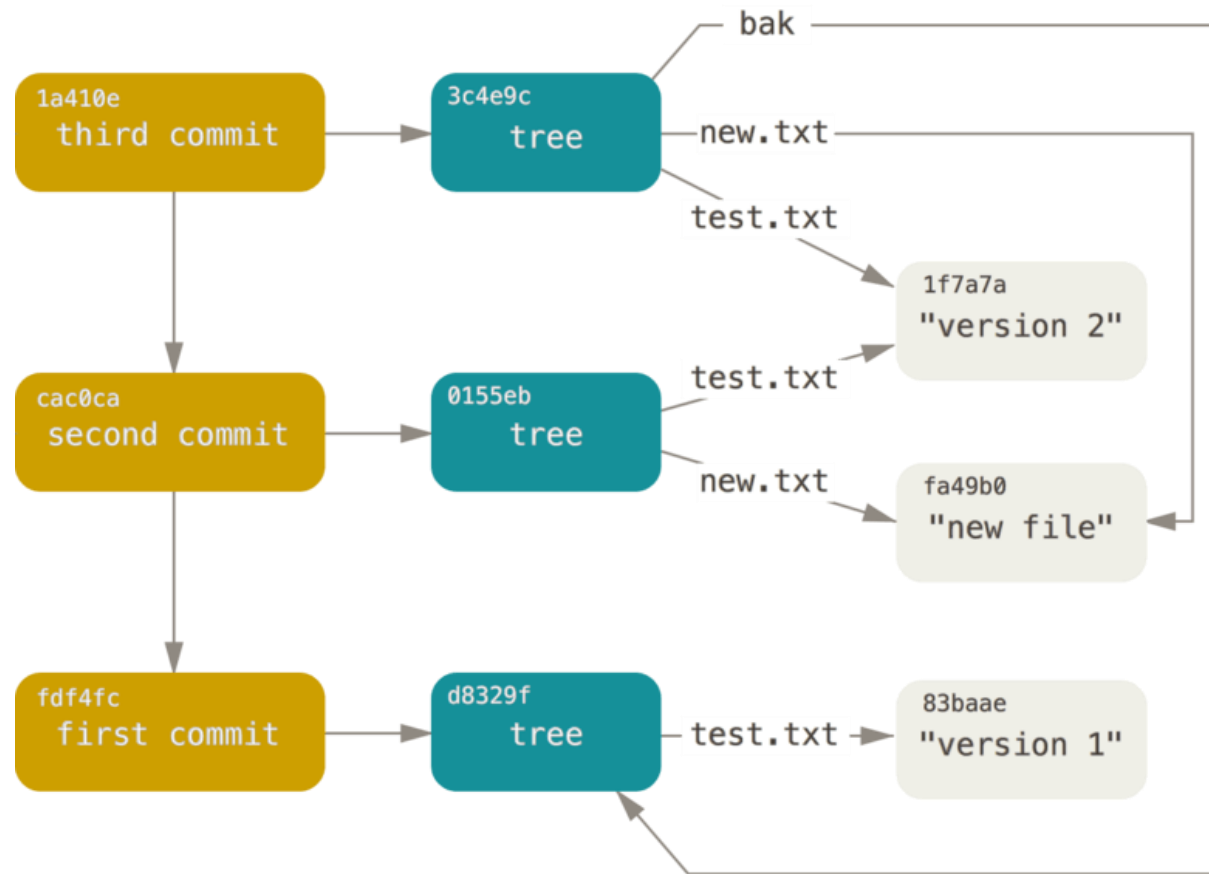 bak
1a410e
third commit
3c4e9c
tree
new.txt
test.txt
1f7a7a
"version 2"
cac0ca
second commit
0155eb
tree
test.txt
new.txt
fa49b0
"new file"
fdf4fc
first commit
d8329f
tree
test.txt
83baae
"version 1"